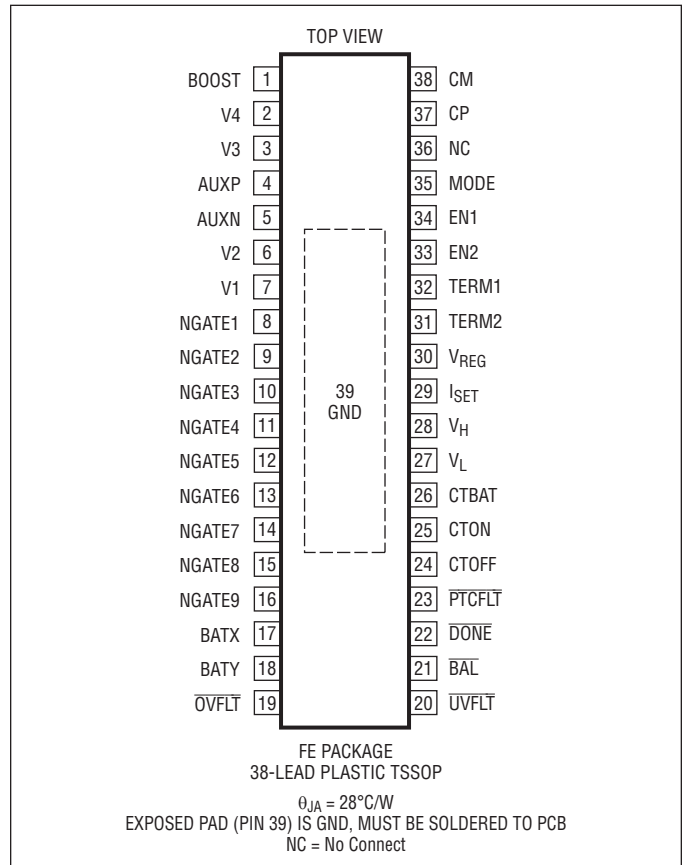 TOP VIEW
BOOST 1
V4 2
V3 3
AUXP 4
AUXN 5
V2 6
V1 7
NGATE1 8
NGATE2 9
NGATE3 10
NGATE4 11
NGATE5 12
NGATE6 13
NGATE7 14
NGATE8 15
NGATE9 16
BATX 17
BATY 18
OVFLT 19
39
GND
38 CM
37 CP
36 NC
35 MODE
34 EN1
33 EN2
32 TERM1
31 TERM2
30 VREG
29 ISET
28 VH
27 VL
26 CTBAT
25 CTON
24 CTOFF
23 PTCFLT
22 DONE
21 BAL
20 UVFLT
FE PACKAGE
38-LEAD PLASTIC TSSOP
θJA = 28°C/W
EXPOSED PAD (PIN 39) IS GND, MUST BE SOLDERED TO PCB
NC = No Connect